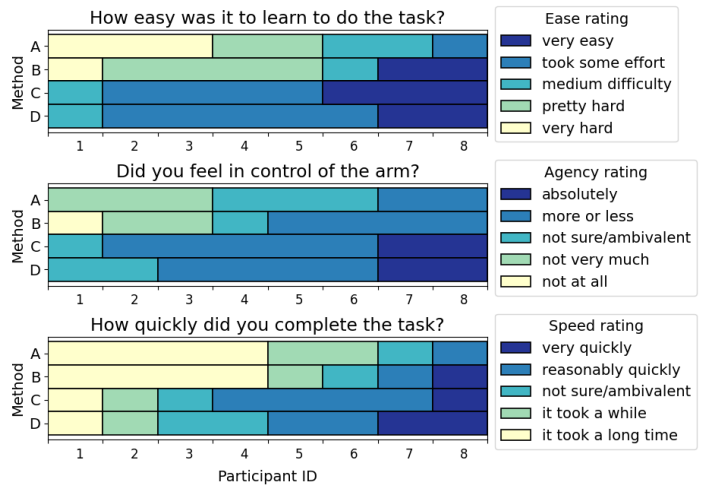 How easy was it to learn to do the task?
Ease rating
very easy
took some effort
medium difficulty
pretty hard
very hard
Method
A
B
C
D
1 2 3 4 5 6 7 8
Did you feel in control of the arm?
Agency rating
absolutely
more or less
not sure/ambivalent
not very much
not at all
Method
A
B
C
D
1 2 3 4 5 6 7 8
How quickly did you complete the task?
Speed rating
very quickly
reasonably quickly
not sure/ambivalent
it took a while
it took a long time
Method
A
B
C
D
1 2 3 4 5 6 7 8
Participant ID